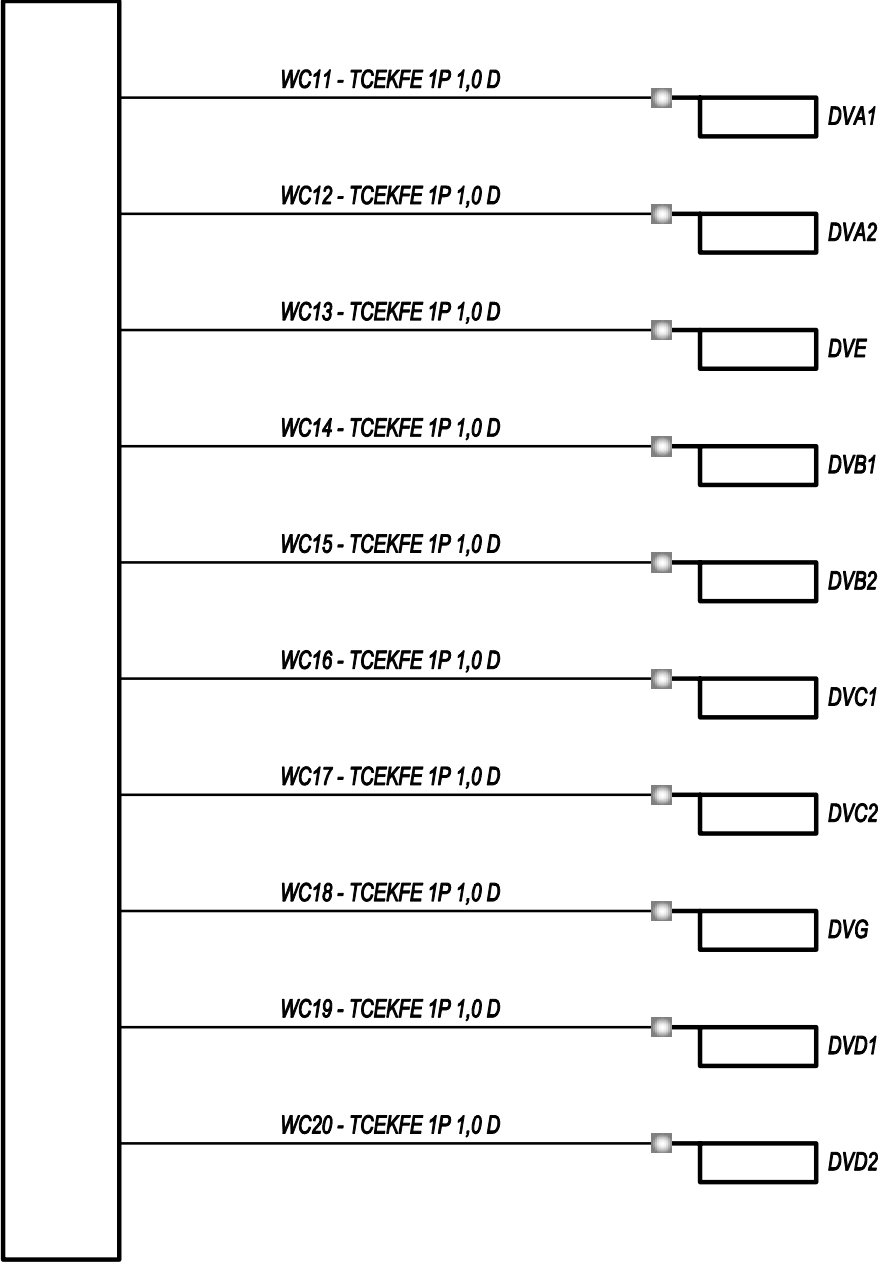 WC11 - TCEKFE 1P 1,0 D
DVA1
WC12 - TCEKFE 1P 1,0 D
DVA2
WC13 - TCEKFE 1P 1,0 D
DVE
WC14 - TCEKFE 1P 1,0 D
DVB1
WC15 - TCEKFE 1P 1,0 D
DVB2
WC16 - TCEKFE 1P 1,0 D
DVC1
WC17 - TCEKFE 1P 1,0 D
DVC2
WC18 - TCEKFE 1P 1,0 D
DVG
WC19 - TCEKFE 1P 1,0 D
DVD1
WC20 - TCEKFE 1P 1,0 D
DVD2